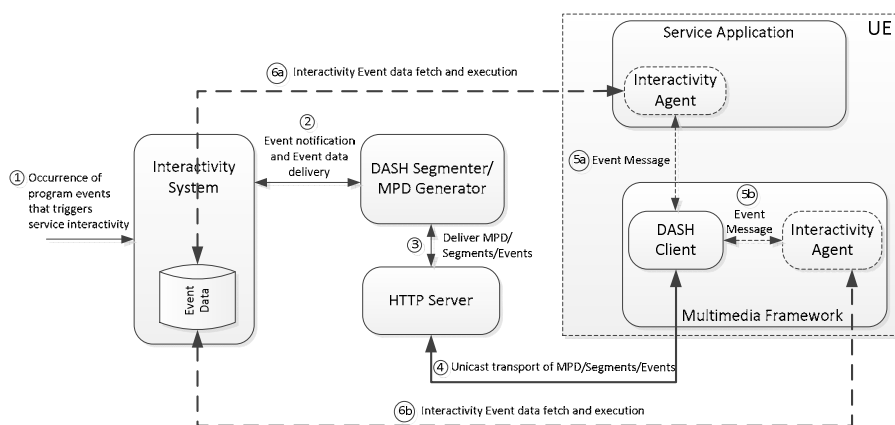 UE
Service Application
6a Interactivity Event data fetch and execution
Interactivity
Agent
2
Event notification
and Event data
delivery
Interactivity
System
DASH Segmenter/
MPD Generator
5a Event Message
1 Occurrence of
program events
that triggers
service interactivity
5b
Event
Message
DASH
Client
Interactivity
Agent
3 Deliver MPD/
Segments/Events
Event
Data
HTTP Server
Multimedia Framework
4 Unicast transport of MPD/Segments/Events
6b Interactivity Event data fetch and execution